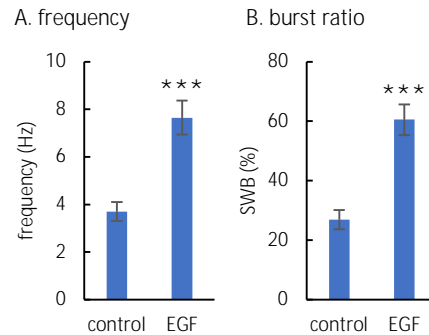 A. frequency
frequency (Hz)
10
8
6
4
2
0
***
control EGF
B. burst ratio
SWB (%)
80
60
40
20
0
***
control EGF